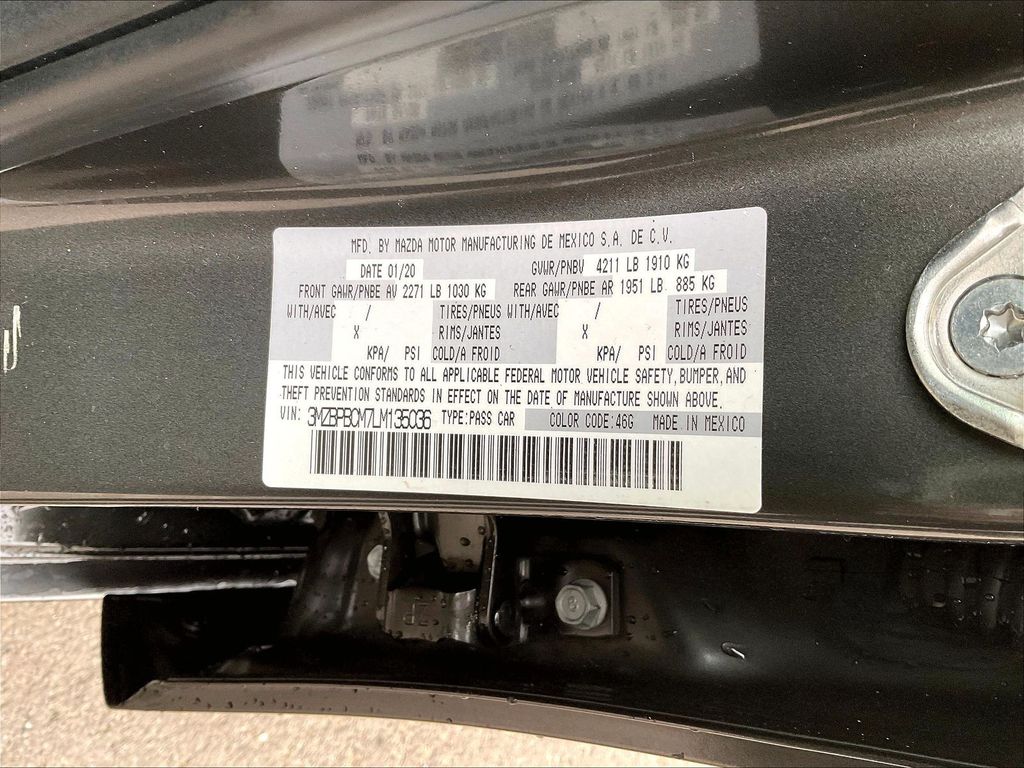 MFD. BY MAZDA MOTOR MANUFACTURING DE MEXICO S.A. DE C.V.
DATE 01/20 GVWR/PNBV 4211 LB 1910 KG
FRONT GAWR/PNBE AV 2271 LB 1030 KG REAR GAWR/PNBE AR 1951 LB 885 KG
WITH/AVEC / TIRES/PNEUS WITH/AVEC / TIRES/PNEUS
X RIMS/JANTES X RIMS/JANTES
KPA/ PSI COLD/A FROID KPA/ PSI COLD/A FROID
THIS VEHICLE CONFORMS TO ALL APPLICABLE FEDERAL MOTOR VEHICLE SAFETY, BUMPER, AND
THEFT PREVENTION STANDARDS IN EFFECT ON THE DATE OF MANUFACTURE SHOWN ABOVE.
VIN: 3MZBPB0M7LM135036 TYPE:PASS CAR COLOR CODE:46G MADE IN MEXICO